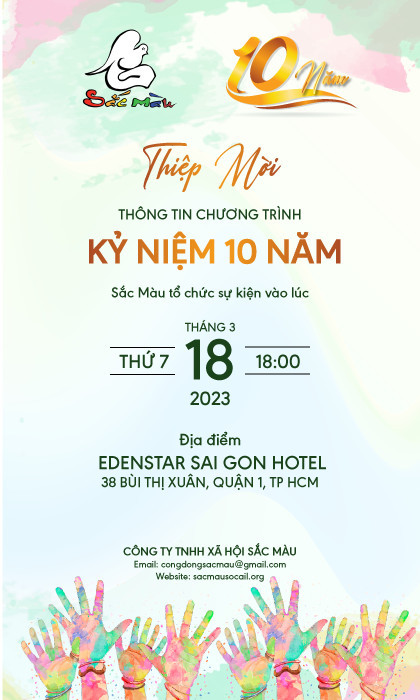 Sắc Màu
10 Năm
Thiệp Mời
THÔNG TIN CHƯƠNG TRÌNH
KỶ NIỆM 10 NĂM
Sắc Màu tổ chức sự kiện vào lúc
THÁNG 3
THỨ 7 18 18:00
2023
Địa điểm
EDENSTAR SAI GON HOTEL
38 BÙI THỊ XUÂN, QUẬN 1, TP HCM
CÔNG TY TNHH XÃ HỘI SẮC MÀU
Email: congdongsacmau@gmail.com
Website: sacmausocail.org